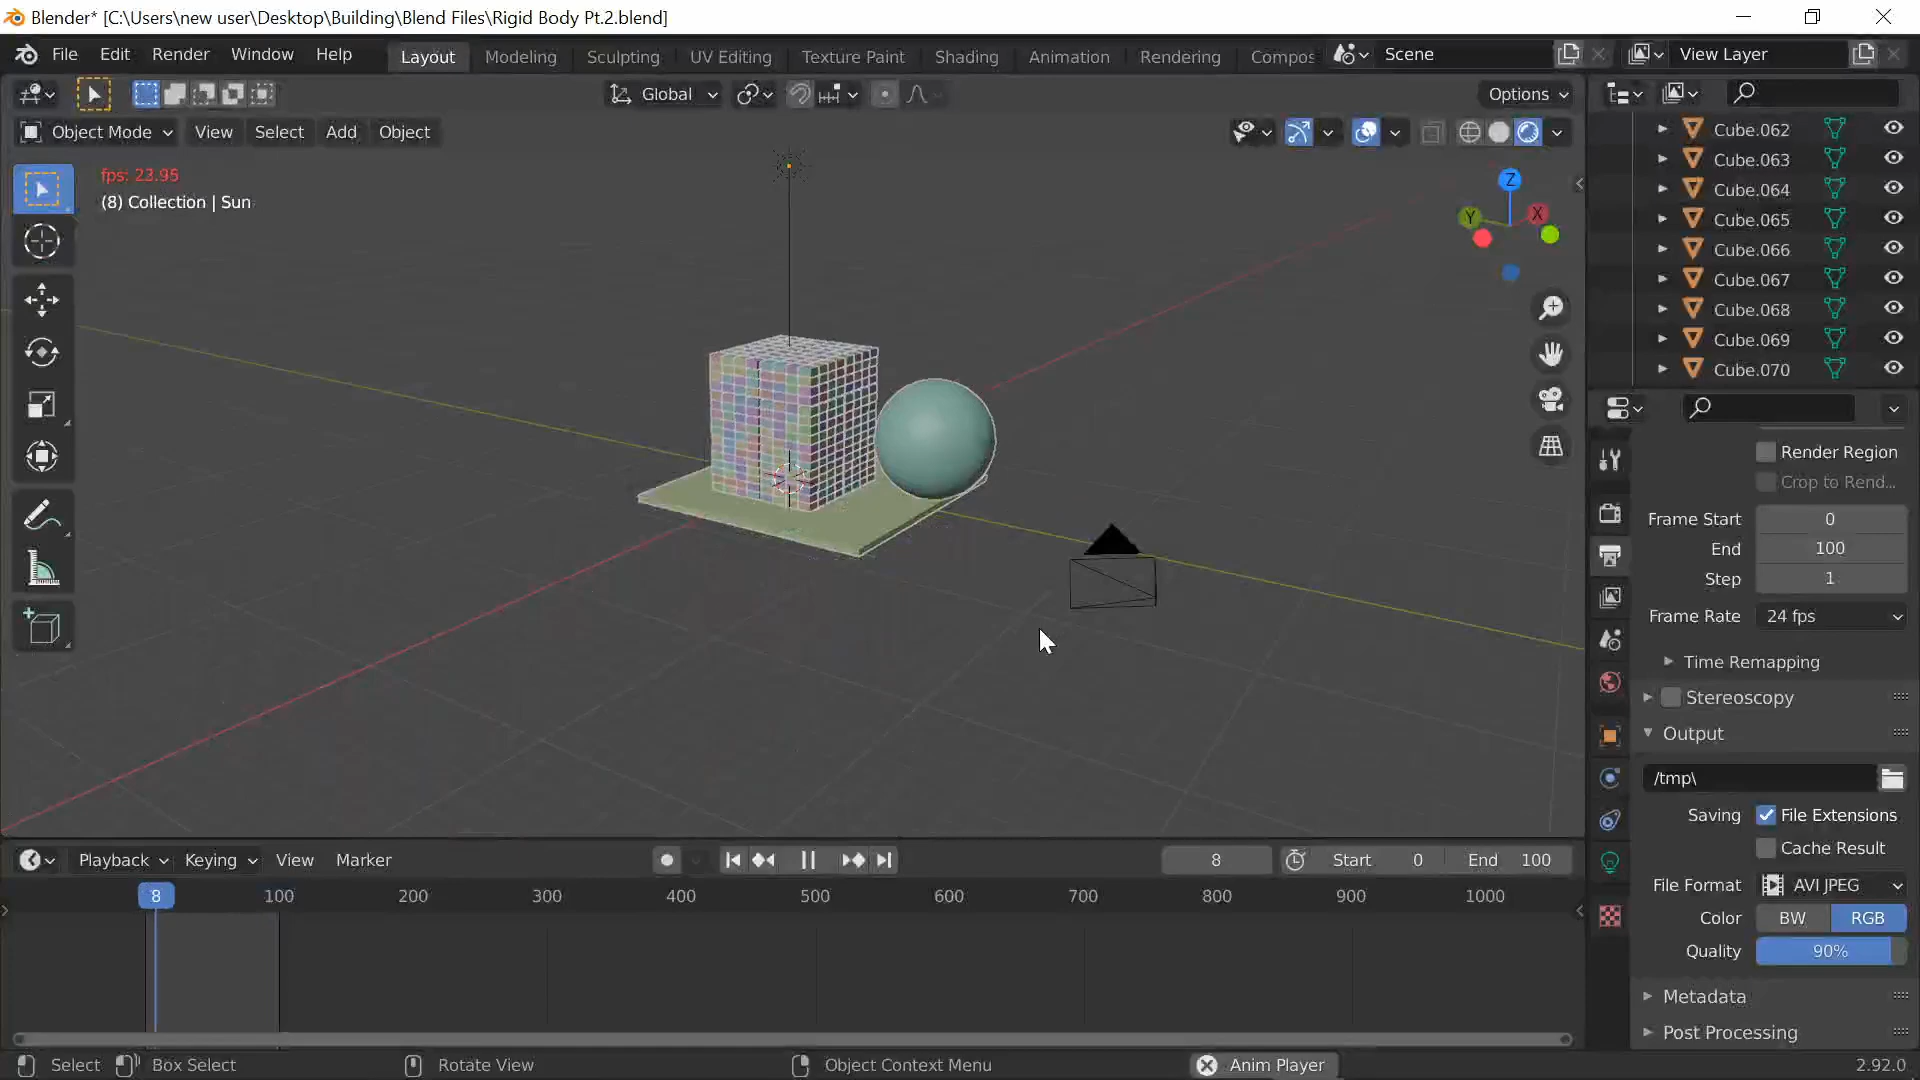 Blender* [C:\Users\new user\Desktop\Building\Blend Files\Rigid Body Pt.2.blend]
File Edit Render Window Help Layout Modeling Sculpting UV Editing Texture Paint Shading Animation Rendering Compos Scene View Layer
Global Options
Object Mode View Select Add Object
fps: 23.95
(8) Collection | Sun
Z
Y
X
Cube.062
Cube.063
Cube.064
Cube.065
Cube.066
Cube.067
Cube.068
Cube.069
Cube.070
Render Region
Crop to Rend...
Frame Start 0
End 100
Step 1
Frame Rate 24 fps
Time Remapping
Stereoscopy
Output
/tmp\
Saving File Extensions
Cache Result
File Format AVI JPEG
Color BW RGB
Quality 90%
Metadata
Post Processing
Playback Keying View Marker 8 Start 0 End 100
8 100 200 300 400 500 600 700 800 900 1000
Select Box Select Rotate View Object Context Menu Anim Player 2.92.0